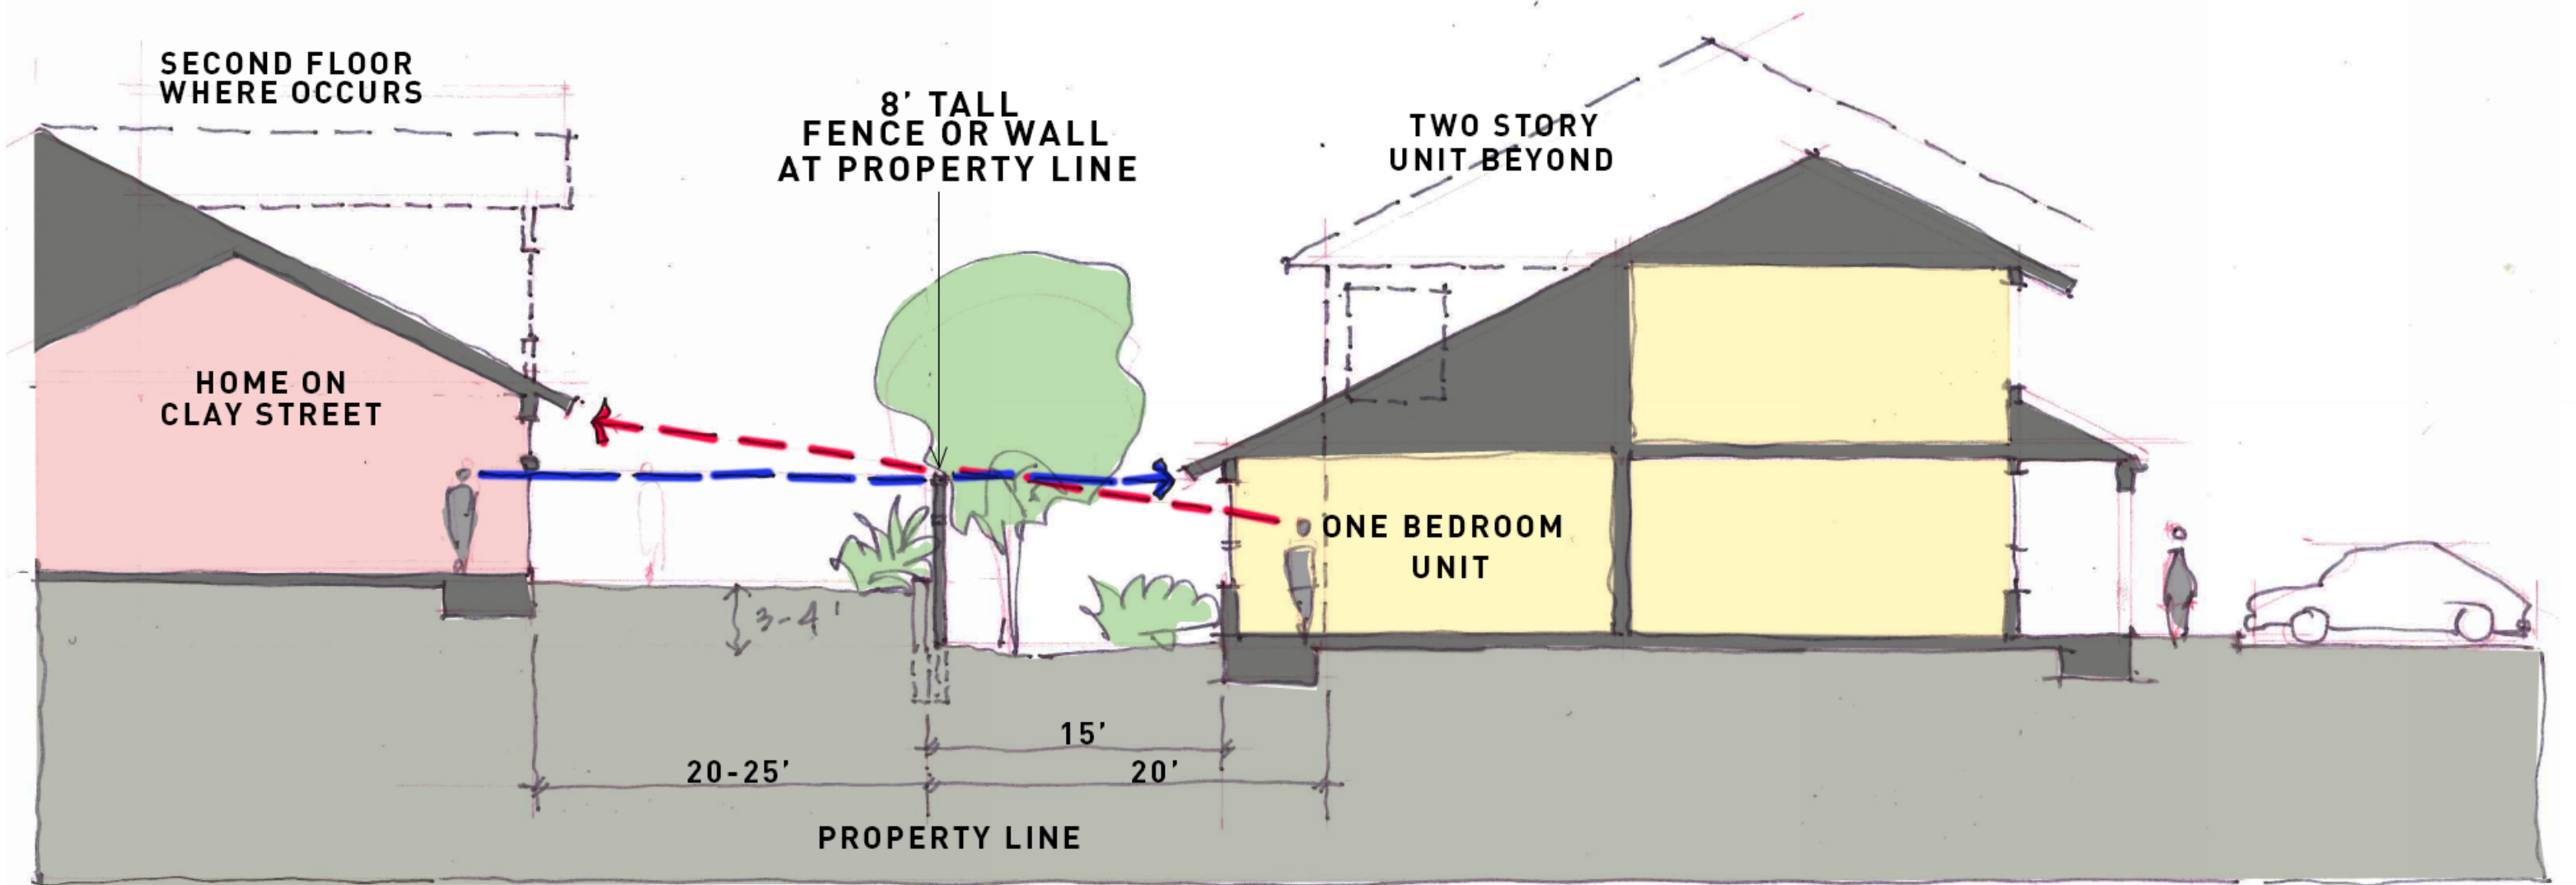 SECOND FLOOR
WHERE OCCURS
8’ TALL
FENCE OR WALL
AT PROPERTY LINE
TWO STORY
UNIT BEYOND
HOME ON
CLAY STREET
ONE BEDROOM
UNIT
3-4'
15’
20-25’
20’
PROPERTY LINE